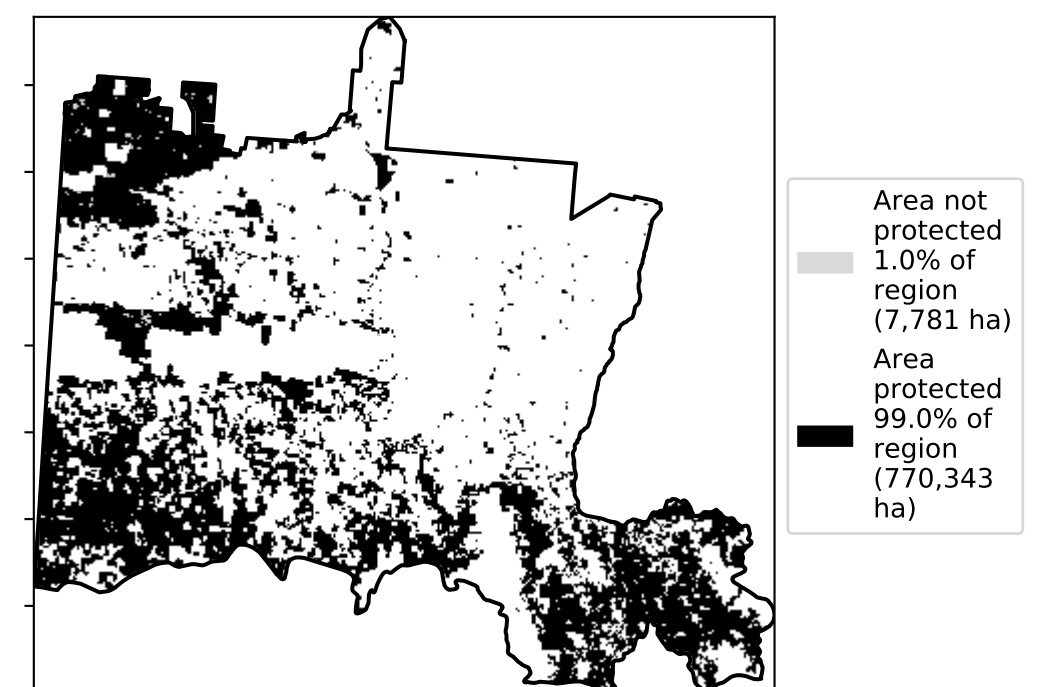 Area not
protected
1.0% of
region
(7,781 ha)
Area
protected
99.0% of
region
(770,343
ha)